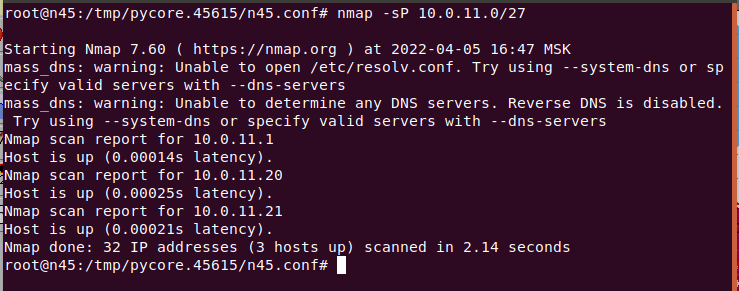 root@n45:/tmp/pycore.45615/n45.conf# nmap -sP 10.0.11.0/27
Starting Nmap 7.60 ( https://nmap.org ) at 2022-04-05 16:47 MSK
mass_dns: warning: Unable to open /etc/resolv.conf. Try using --system-dns or sp
ecify valid servers with --dns-servers
mass_dns: warning: Unable to determine any DNS servers. Reverse DNS is disabled.
 Try using --system-dns or specify valid servers with --dns-servers
Nmap scan report for 10.0.11.1
Host is up (0.00014s latency).
Nmap scan report for 10.0.11.20
Host is up (0.00025s latency).
Nmap scan report for 10.0.11.21
Host is up (0.00021s latency).
Nmap done: 32 IP addresses (3 hosts up) scanned in 2.14 seconds
root@n45:/tmp/pycore.45615/n45.conf#